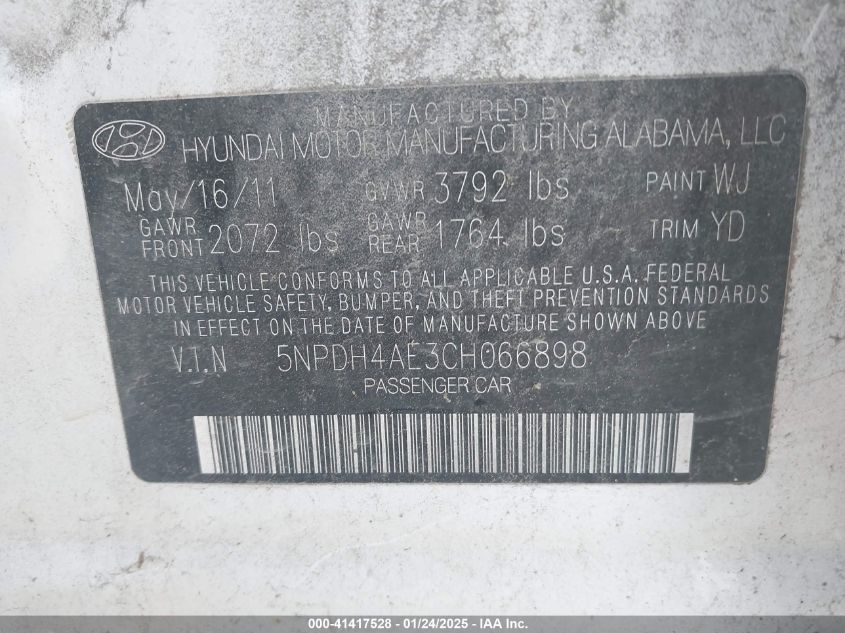 MANUFACTURED BY
HYUNDAI MOTOR MANUFACTURING ALABAMA, LLC
May/16/11 GVWR 3792 lbs PAINT WJ
GAWR FRONT 2072 lbs GAWR REAR 1764 lbs TRIM YD
THIS VEHICLE CONFORMS TO ALL APPLICABLE U.S.A. FEDERAL
MOTOR VEHICLE SAFETY, BUMPER, AND THEFT PREVENTION STANDARDS
IN EFFECT ON THE DATE OF MANUFACTURE SHOWN ABOVE
V.I.N 5NPDH4AE3CH066898
PASSENGER CAR
000-41417528 - 01/24/2025 - IAA Inc.